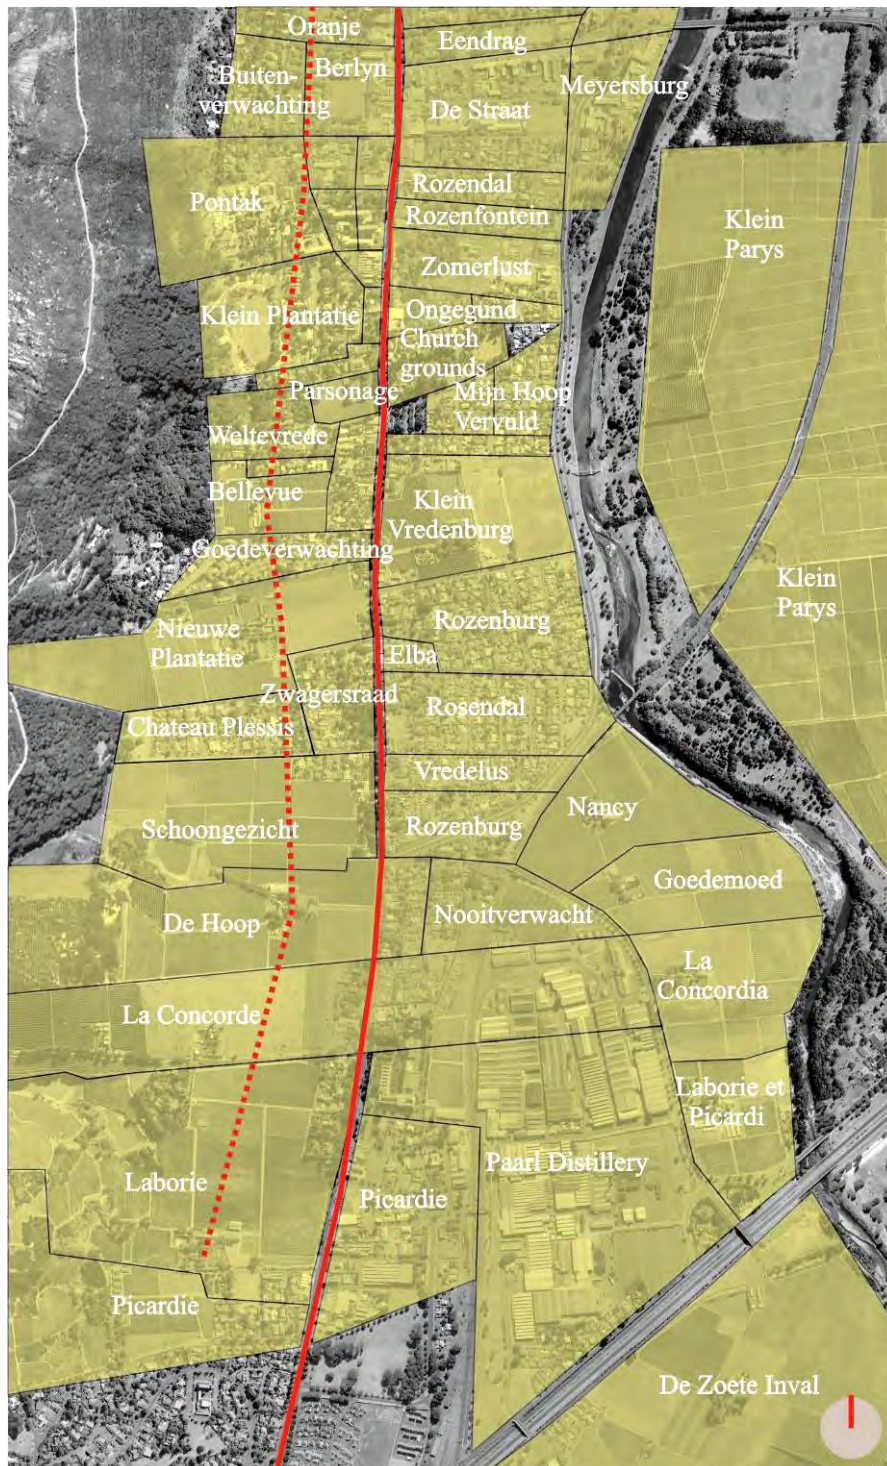 Oranje
Eendrag
Berlyn
Buiten-
verwachting
Meyersburg
De Straat
Rozendal
Pontak
Rozenfontein
Klein
Parys
Zomerlust
Klein Plantatie
Ongegund
Church
grounds
Parsonage
Mijn Hoop
Vervuld
Weltevrede
Bellevue
Klein
Vredenburg
Goedeverwachting
Klein
Parys
Nieuwe
Plantatie
Rozenburg
Elba
Zwagersraad
Rosendal
Chateau Plessis
Vredelus
Nancy
Schoongezicht
Rozenburg
Goedemoed
De Hoop
Nooitverwacht
La
Concordia
La Concorde
Laborie et
Picardi
Paarl Distillery
Laborie
Picardie
Picardie
De Zoete Inval